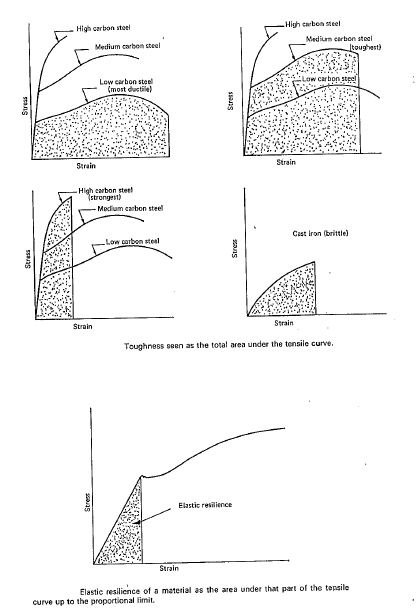 High carbon steel
Medium carbon steel
Low carbon steel
(most ductile)
Stress
Strain
High carbon steel
Medium carbon steel
(toughest)
Low carbon steel
Stress
Strain
High carbon steel
(strongest)
Medium carbon steel
Low carbon steel
Stress
Strain
Cast iron (brittle)
Stress
Strain
Toughness seen as the total area under the tensile curve.
Elastic resilience
Stress
Strain
Elastic resilience of a material as the area under that part of the tensile
curve up to the proportional limit.